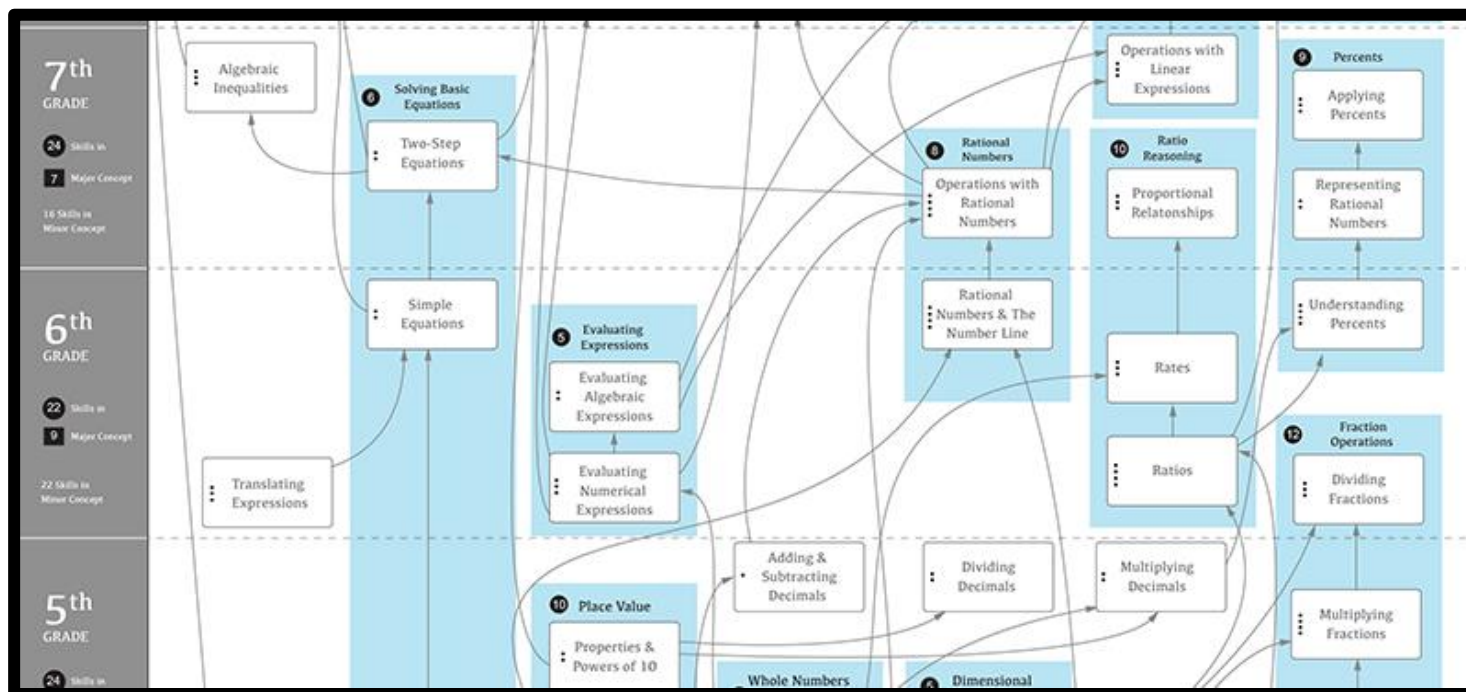 7th
GRADE
24 Skills in
7 Major Concept
16 Skills in
Minor Concept
Algebraic
Inequalities
6 Solving Basic
Equations
Two-Step
Equations
8 Rational
Numbers
Operations with
Rational
Numbers
Operations with
Linear
Expressions
10 Ratio
Reasoning
Proportional
Relatonships
9 Percents
Applying
Percents
Representing
Rational
Numbers
6th
GRADE
22 Skills in
9 Major Concept
22 Skills in
Minor Concept
Simple
Equations
Translating
Expressions
5 Evaluating
Expressions
Evaluating
Algebraic
Expressions
Evaluating
Numerical
Expressions
Rational
Numbers & The
Number Line
Rates
Ratios
Understanding
Percents
12 Fraction
Operations
Dividing
Fractions
5th
GRADE
24 Skills in
10 Place Value
Properties &
Powers of 10
Adding &
Subtracting
Decimals
Dividing
Decimals
Multiplying
Decimals
Multiplying
Fractions
Whole Numbers
6 Dimensional